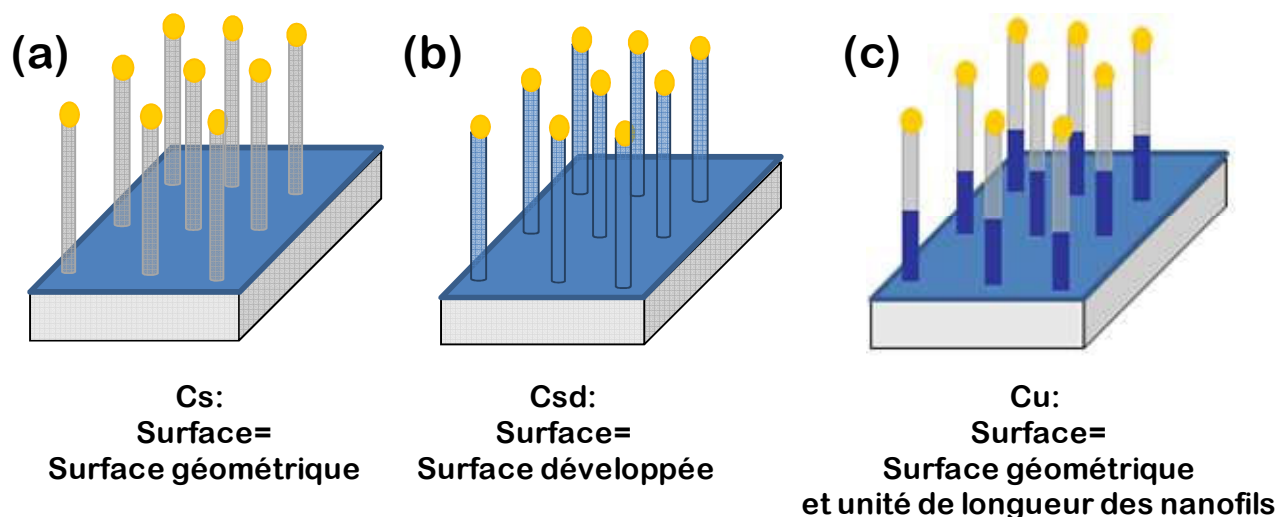 (a)
(b)
(c)
Cs:
Surface=
Surface géométrique
Csd:
Surface=
Surface développée
Cu:
Surface=
Surface géométrique
et unité de longueur des nanofils